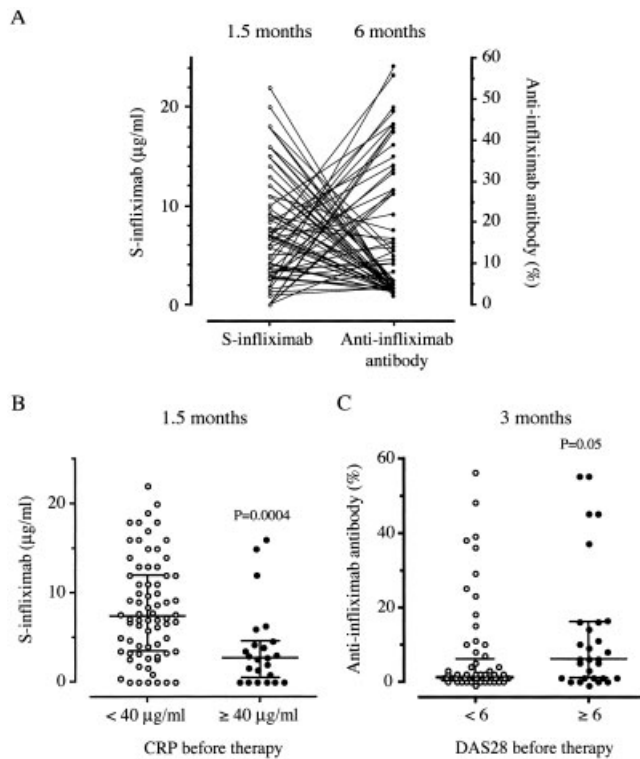 A
1.5 months 6 months
S-infliximab (µg/ml)
20
10
0
60
50
40
30
20
10
0
Anti-infliximab antibody (%)
S-infliximab Anti-infliximab
antibody
B
1.5 months
S-infliximab (µg/ml)
20
10
0
P=0.0004
< 40 µg/ml ≥ 40 µg/ml
CRP before therapy
C
3 months
P=0.05
Anti-infliximab antibody (%)
60
40
20
0
< 6 ≥ 6
DAS28 before therapy